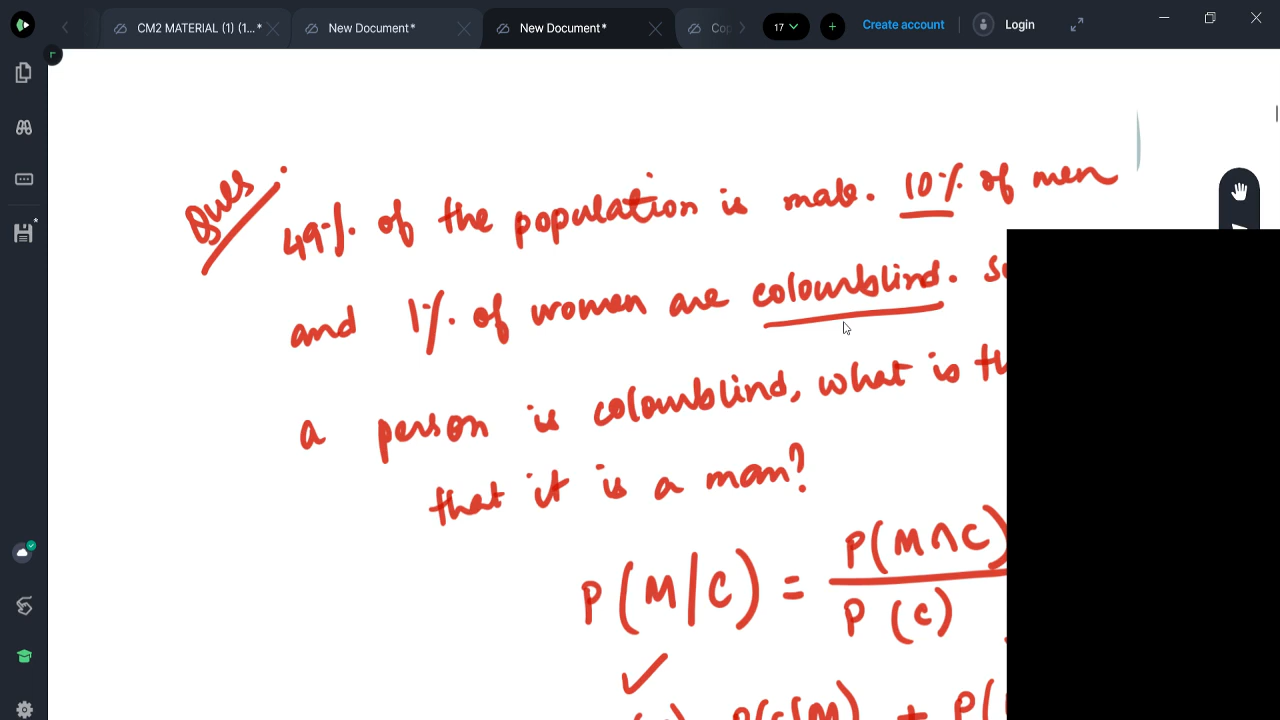 CM2 MATERIAL (1) (1...*
New Document*
New Document*
Cop
17
+
Create account
Login
Ques.
49% of the population is male. 10% of men
and 1% of women are colourblind.
a person is colourblind, what is
that it is a man?
P(M/C) = P(M∩C)
P(C)
P(C/M) + P(